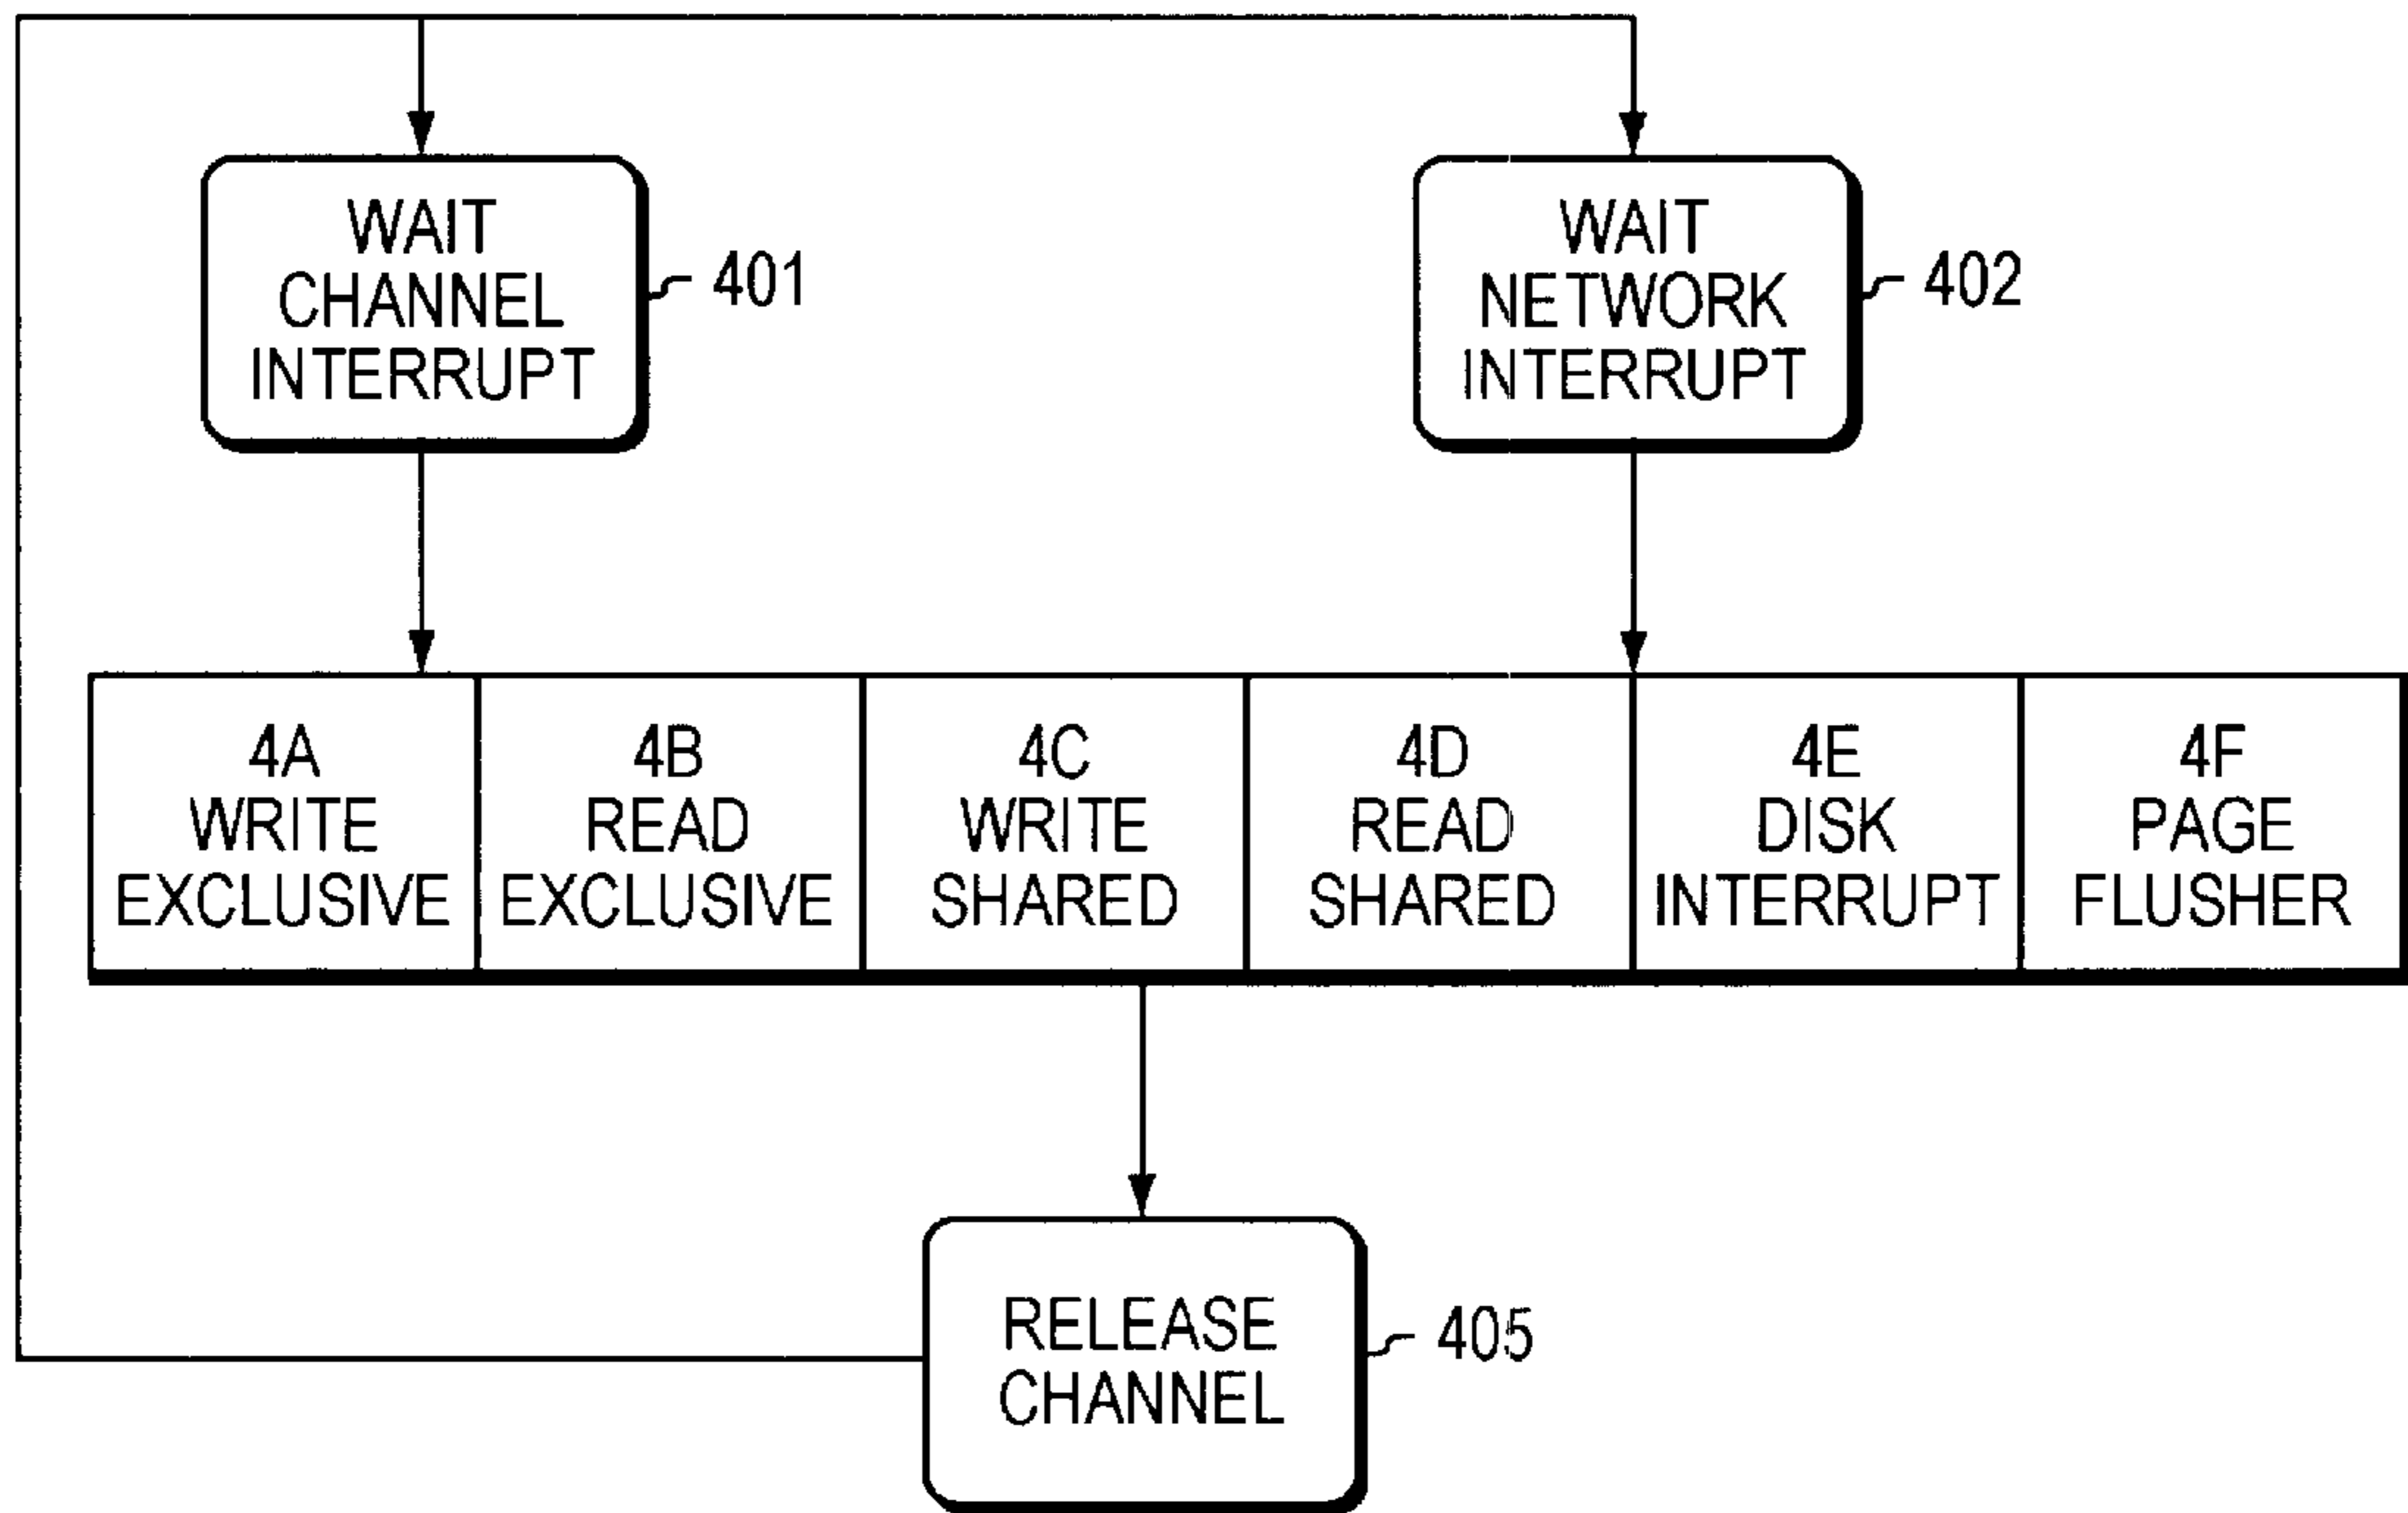 WAIT
CHANNEL
INTERRUPT
401
WAIT
NETWORK
INTERRUPT
402
4A
WRITE
EXCLUSIVE
4B
READ
EXCLUSIVE
4C
WRITE
SHARED
4D
READ
SHARED
4E
DISK
INTERRUPT
4F
PAGE
FLUSHER
RELEASE
CHANNEL
405